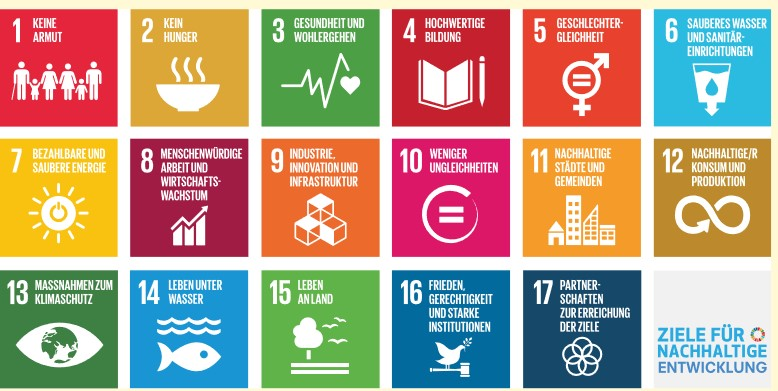 1 KEINE
ARMUT
2 KEIN
HUNGER
3 GESUNDHEIT UND
WOHLERGEHEN
4 HOCHWERTIGE
BILDUNG
5 GESCHLECHTER-
GLEICHHEIT
6 SAUBERES WASSER
UND SANITÄR-
EINRICHTUNGEN
7 BEZAHLBARE UND
SAUBERE ENERGIE
8 MENSCHENWÜRDIGE
ARBEIT UND
WIRTSCHAFTS-
WACHSTUM
9 INDUSTRIE,
INNOVATION UND
INFRASTRUKTUR
10 WENIGER
UNGLEICHHEITEN
11 NACHHALTIGE
STÄDTE UND
GEMEINDEN
12 NACHHALTIGE/R
KONSUM UND
PRODUKTION
13 MASSNAHMEN ZUM
KLIMASCHUTZ
14 LEBEN UNTER
WASSER
15 LEBEN
AN LAND
16 FRIEDEN,
GERECHTIGKEIT
UND STARKE
INSTITUTIONEN
17 PARTNER-
SCHAFTEN
ZUR ERREICHUNG
DER ZIELE
ZIELE FÜR
NACHHALTIGE
ENTWICKLUNG